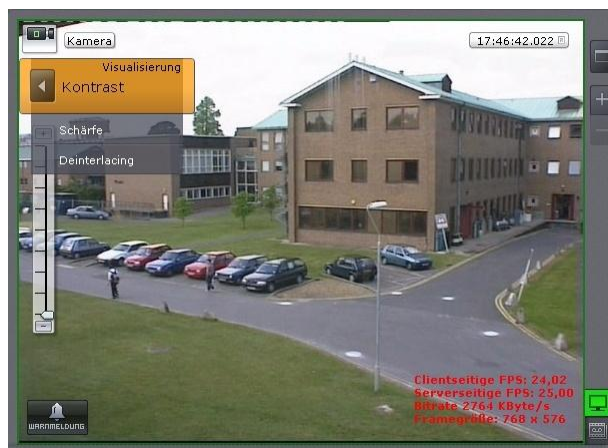 Kamera
17:46:42.022
Visualisierung
Kontrast
Schärfe
Deinterlacing
Clientseitige FPS: 24,02
Serverseitige FPS: 25,00
Bitrate 2764 KByte/s
Framegröße: 768 x 576
WARNMELDUNG